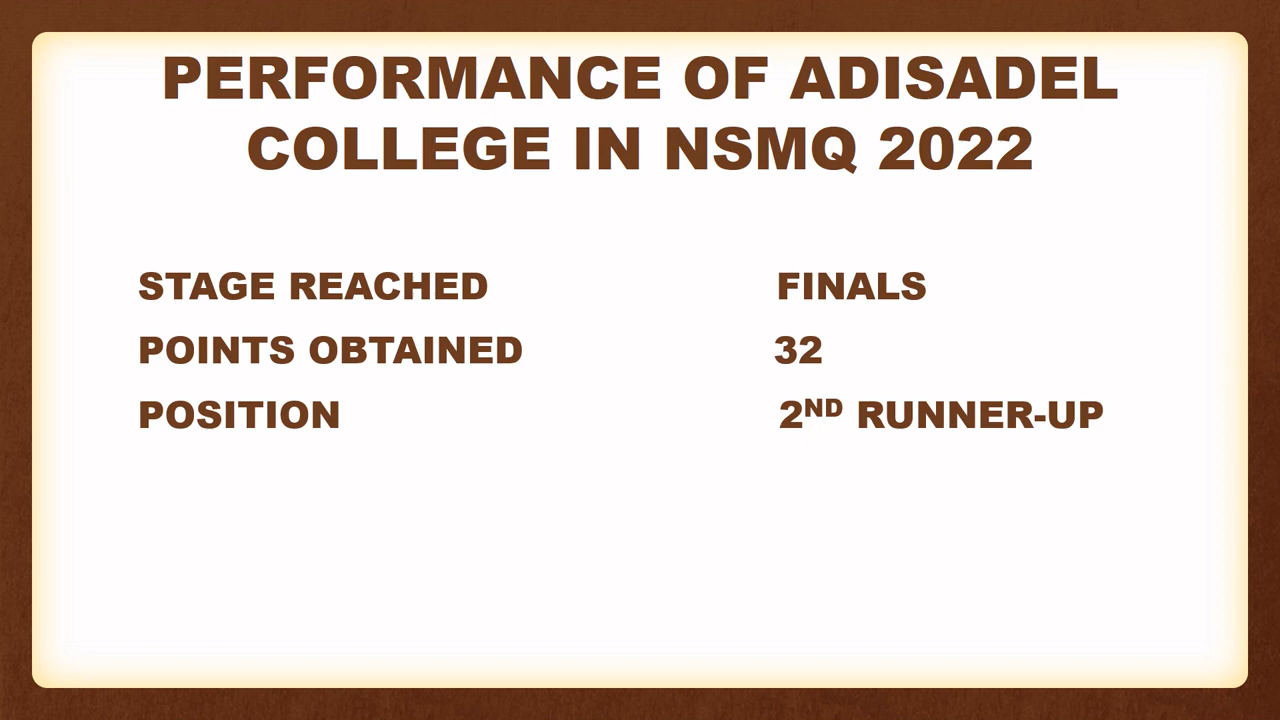 PERFORMANCE OF ADISADEL
COLLEGE IN NSMQ 2022
STAGE REACHED FINALS
POINTS OBTAINED 32
POSITION 2ND RUNNER-UP